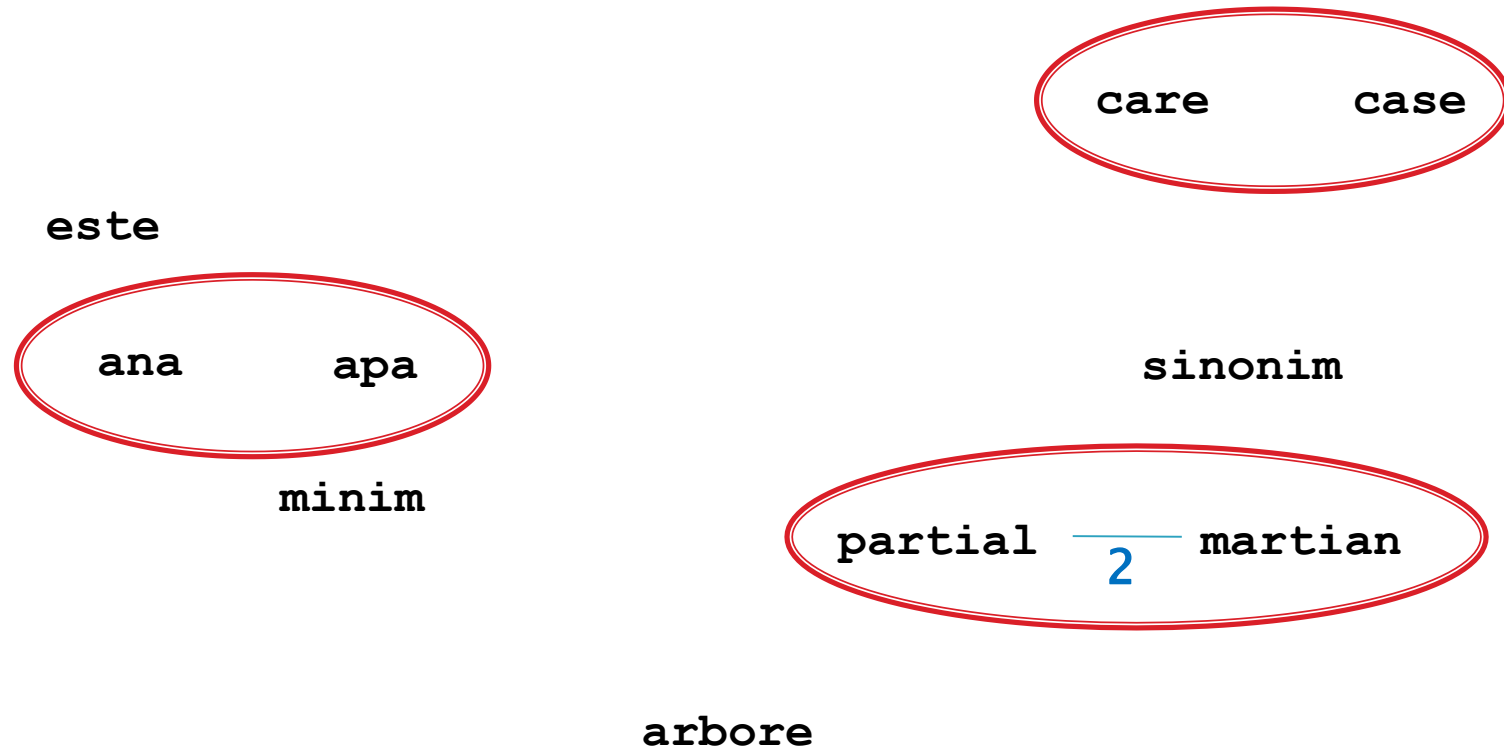 care case
este
ana apa
sinonim
minim
partial 2 martian
arbore